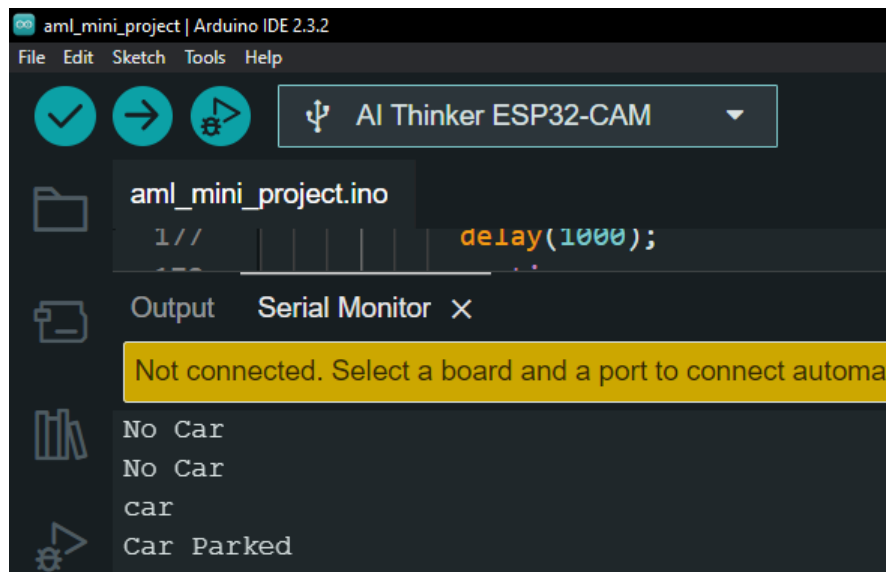 aml_mini_project | Arduino IDE 2.3.2
File Edit Sketch Tools Help
AI Thinker ESP32-CAM
aml_mini_project.ino
177 delay(1000);
Output Serial Monitor
Not connected. Select a board and a port to connect automa
No Car
No Car
car
Car Parked